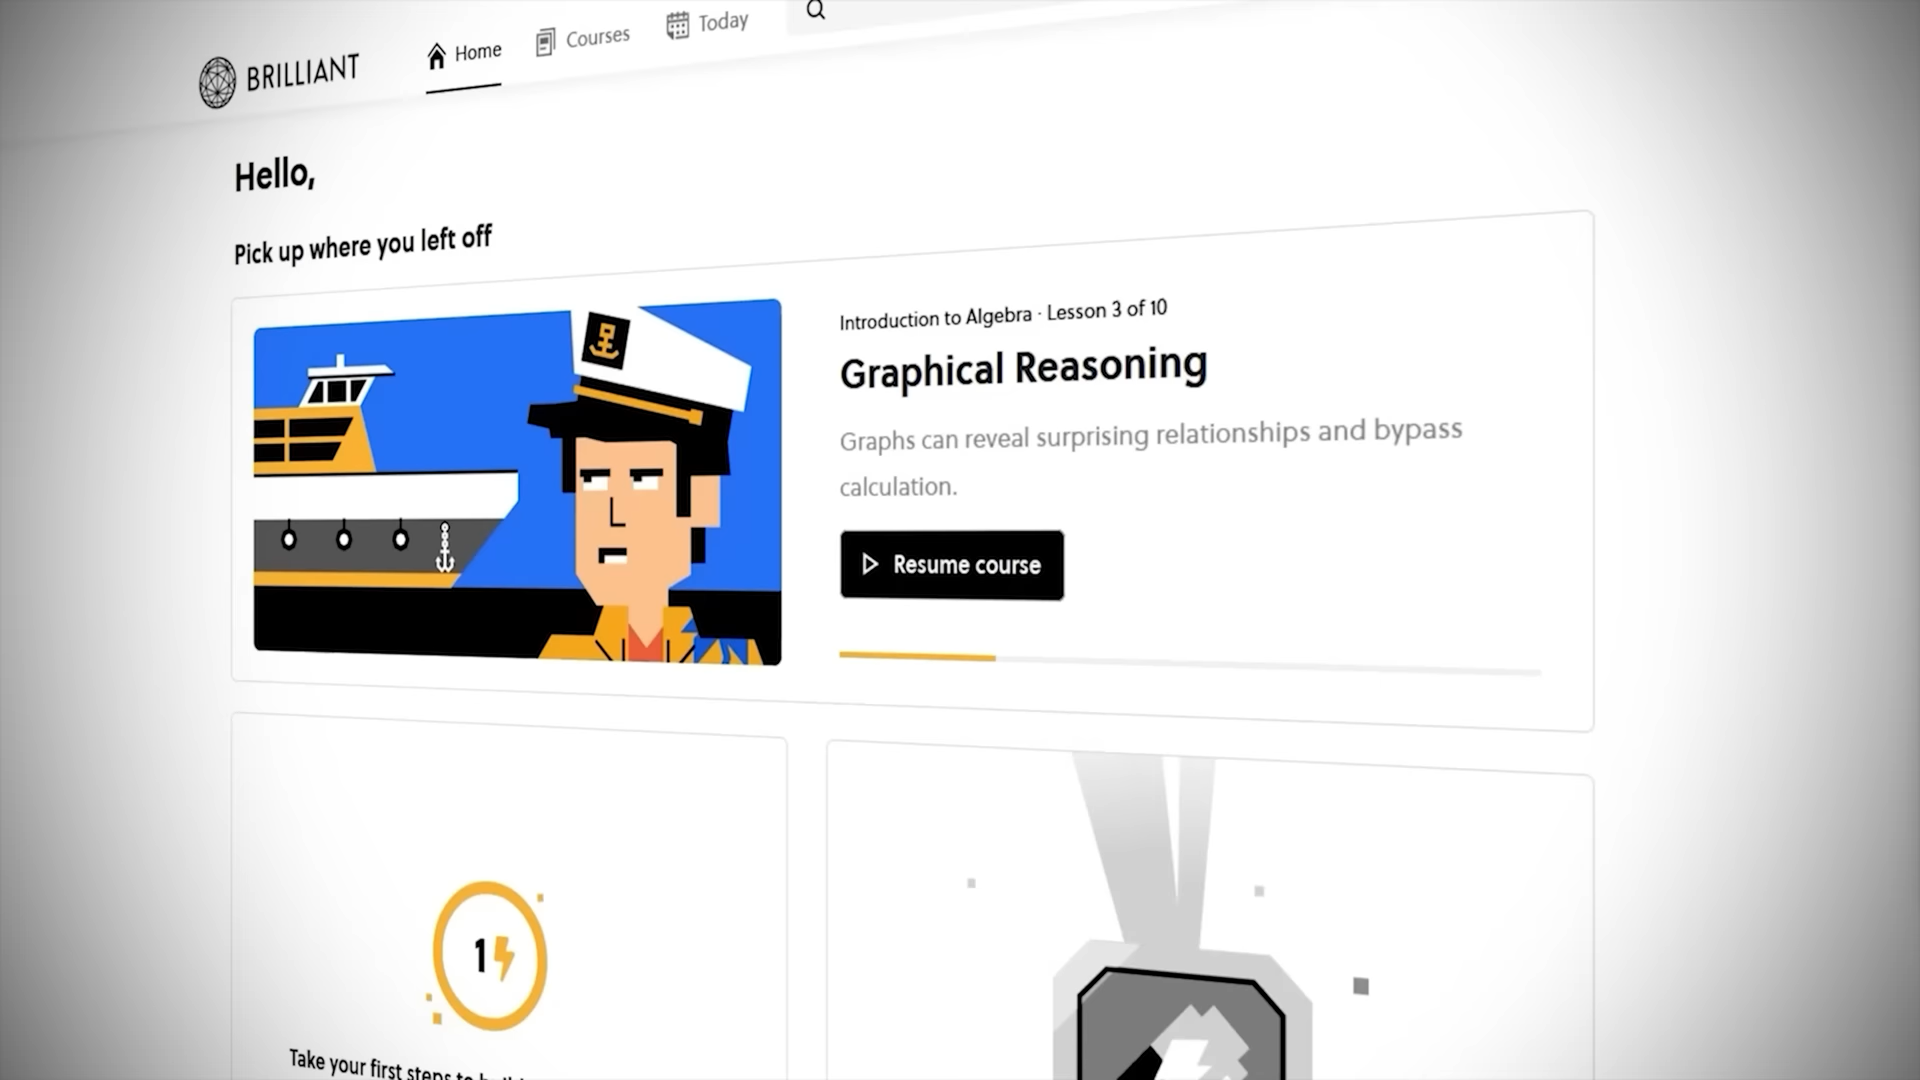 BRILLIANT
Home
Courses
Today
Hello,
Pick up where you left off
Introduction to Algebra · Lesson 3 of 10
Graphical Reasoning
Graphs can reveal surprising relationships and bypass
calculation.
Resume course
1
Take your first steps to